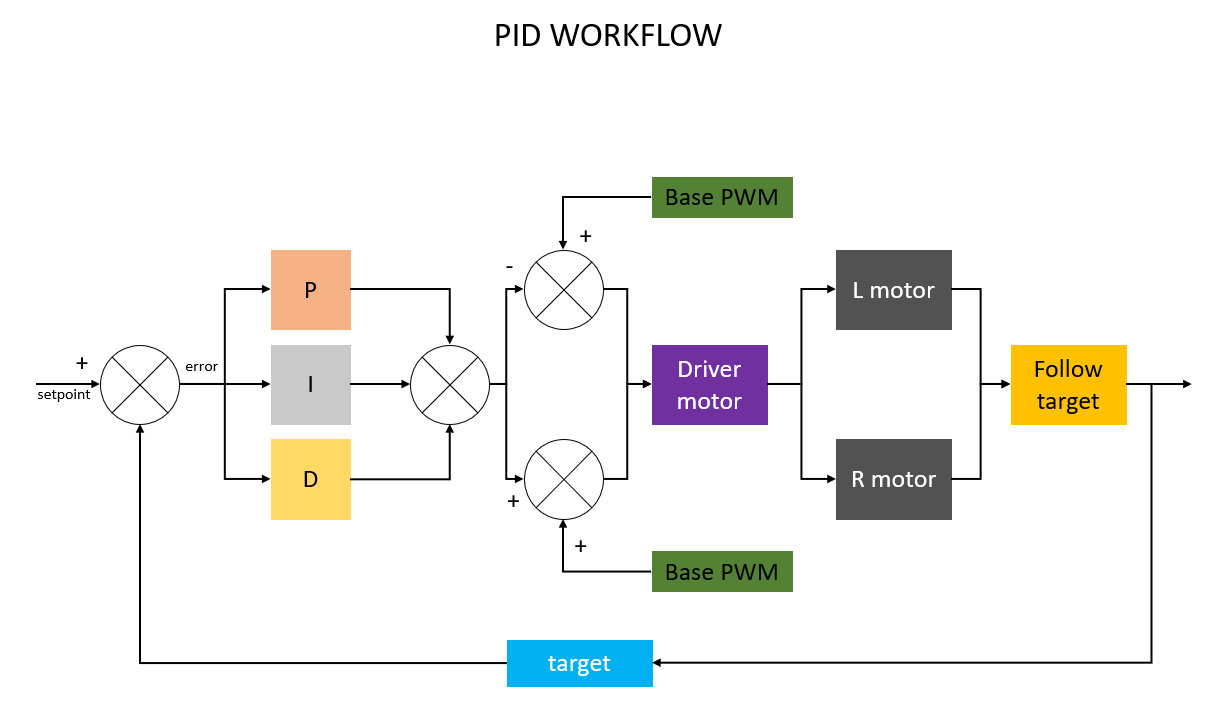 PID WORKFLOW
Base PWM
+
-
P
L motor
+
setpoint
error
I
Driver
motor
Follow
target
D
R motor
+
+
Base PWM
target